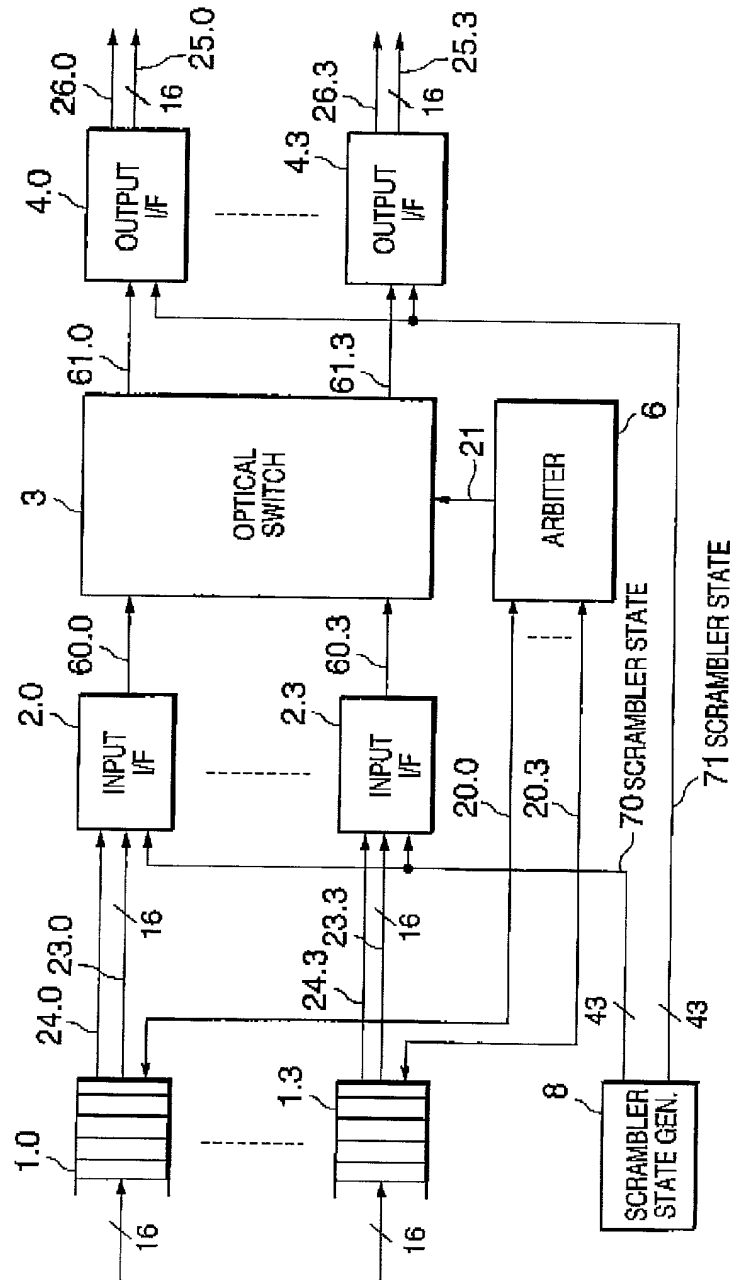 26.0
25.0
16
4.0
OUTPUT
I/F
26.3
25.3
16
4.3
OUTPUT
I/F
61.0
61.3
3
OPTICAL
SWITCH
21
6
ARBITER
60.0
60.3
2.0
INPUT
I/F
2.3
INPUT
I/F
20.0
20.3
70 SCRAMBLER STATE
71 SCRAMBLER STATE
24.0
23.0
16
24.3
23.3
16
43
43
1.0
1.3
8
SCRAMBLER
STATE GEN.
16
16